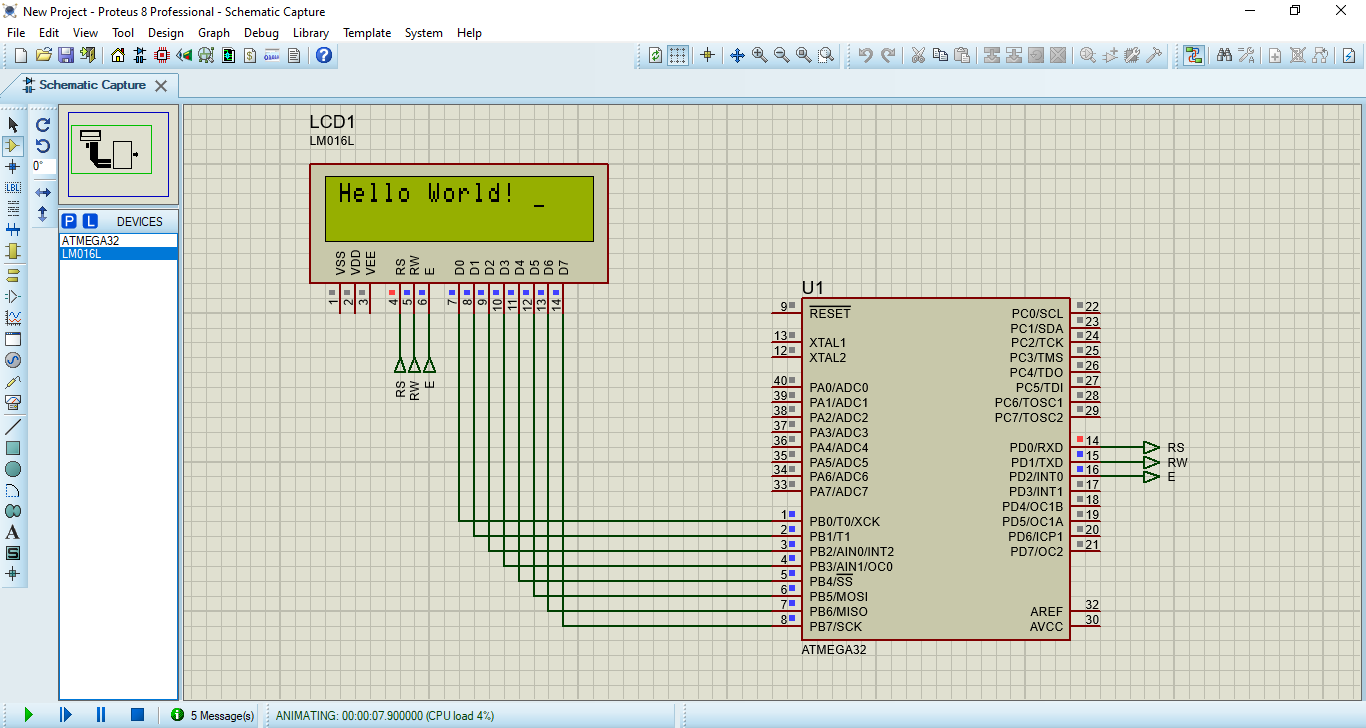 New Project - Proteus 8 Professional - Schematic Capture
File Edit View Tool Design Graph Debug Library Template System Help
Schematic Capture
0°
P L DEVICES
ATMEGA32
LM016L
LBL
A
S
LCD1
LM016L
Hello World! _
VSS VDD VEE RS RW E D0 D1 D2 D3 D4 D5 D6 D7
1 2 3 4 5 6 7 8 9 10 11 12 13 14
RS RW E
U1
9 RESET
13 XTAL1
12 XTAL2
40 PA0/ADC0
39 PA1/ADC1
38 PA2/ADC2
37 PA3/ADC3
36 PA4/ADC4
35 PA5/ADC5
34 PA6/ADC6
33 PA7/ADC7
1 PB0/T0/XCK
2 PB1/T1
3 PB2/AIN0/INT2
4 PB3/AIN1/OC0
5 PB4/SS
6 PB5/MOSI
7 PB6/MISO
8 PB7/SCK
PC0/SCL 22
PC1/SDA 23
PC2/TCK 24
PC3/TMS 25
PC4/TDO 26
PC5/TDI 27
PC6/TOSC1 28
PC7/TOSC2 29
PD0/RXD 14 RS
PD1/TXD 15 RW
PD2/INT0 16 E
PD3/INT1 17
PD4/OC1B 18
PD5/OC1A 19
PD6/ICP1 20
PD7/OC2 21
AREF 32
AVCC 30
ATMEGA32
5 Message(s) ANIMATING: 00:00:07.900000 (CPU load 4%)